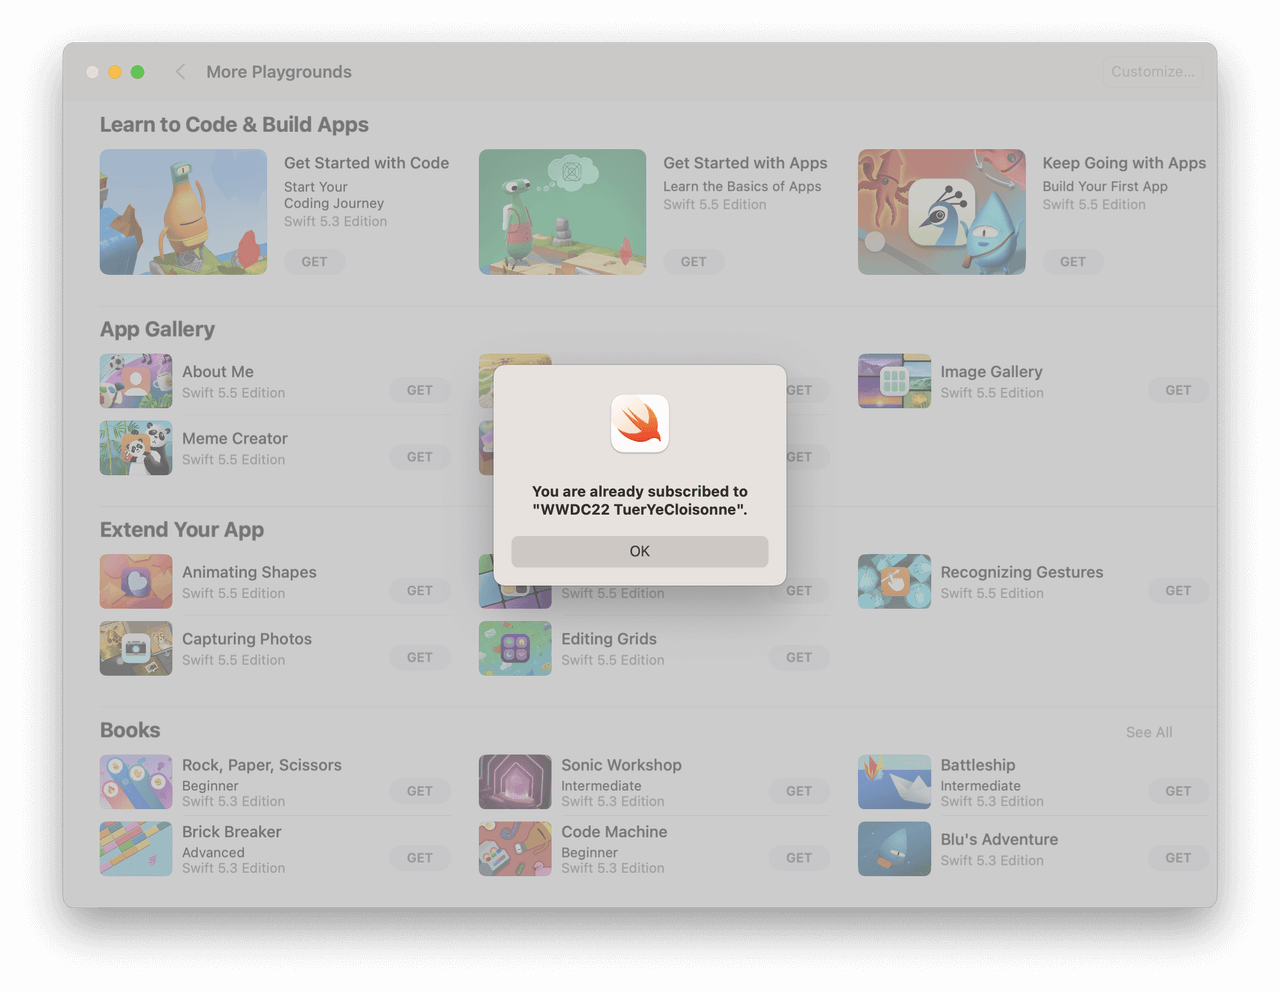 More Playgrounds
Customize...
Learn to Code & Build Apps
Get Started with Code
Start Your
Coding Journey
Swift 5.3 Edition
GET
Get Started with Apps
Learn the Basics of Apps
Swift 5.5 Edition
GET
Keep Going with Apps
Build Your First App
Swift 5.5 Edition
GET
App Gallery
About Me
Swift 5.5 Edition
GET
GET
Image Gallery
Swift 5.5 Edition
GET
Meme Creator
Swift 5.5 Edition
GET
GET
You are already subscribed to
"WWDC22 TuerYeCloisonne".
OK
Extend Your App
Animating Shapes
Swift 5.5 Edition
GET
Swift 5.5 Edition
GET
Recognizing Gestures
Swift 5.5 Edition
GET
Capturing Photos
Swift 5.5 Edition
GET
Editing Grids
Swift 5.5 Edition
GET
Books
See All
Rock, Paper, Scissors
Beginner
Swift 5.3 Edition
GET
Sonic Workshop
Intermediate
Swift 5.3 Edition
GET
Battleship
Intermediate
Swift 5.3 Edition
GET
Brick Breaker
Advanced
Swift 5.3 Edition
GET
Code Machine
Beginner
Swift 5.3 Edition
GET
Blu's Adventure
Swift 5.3 Edition
GET